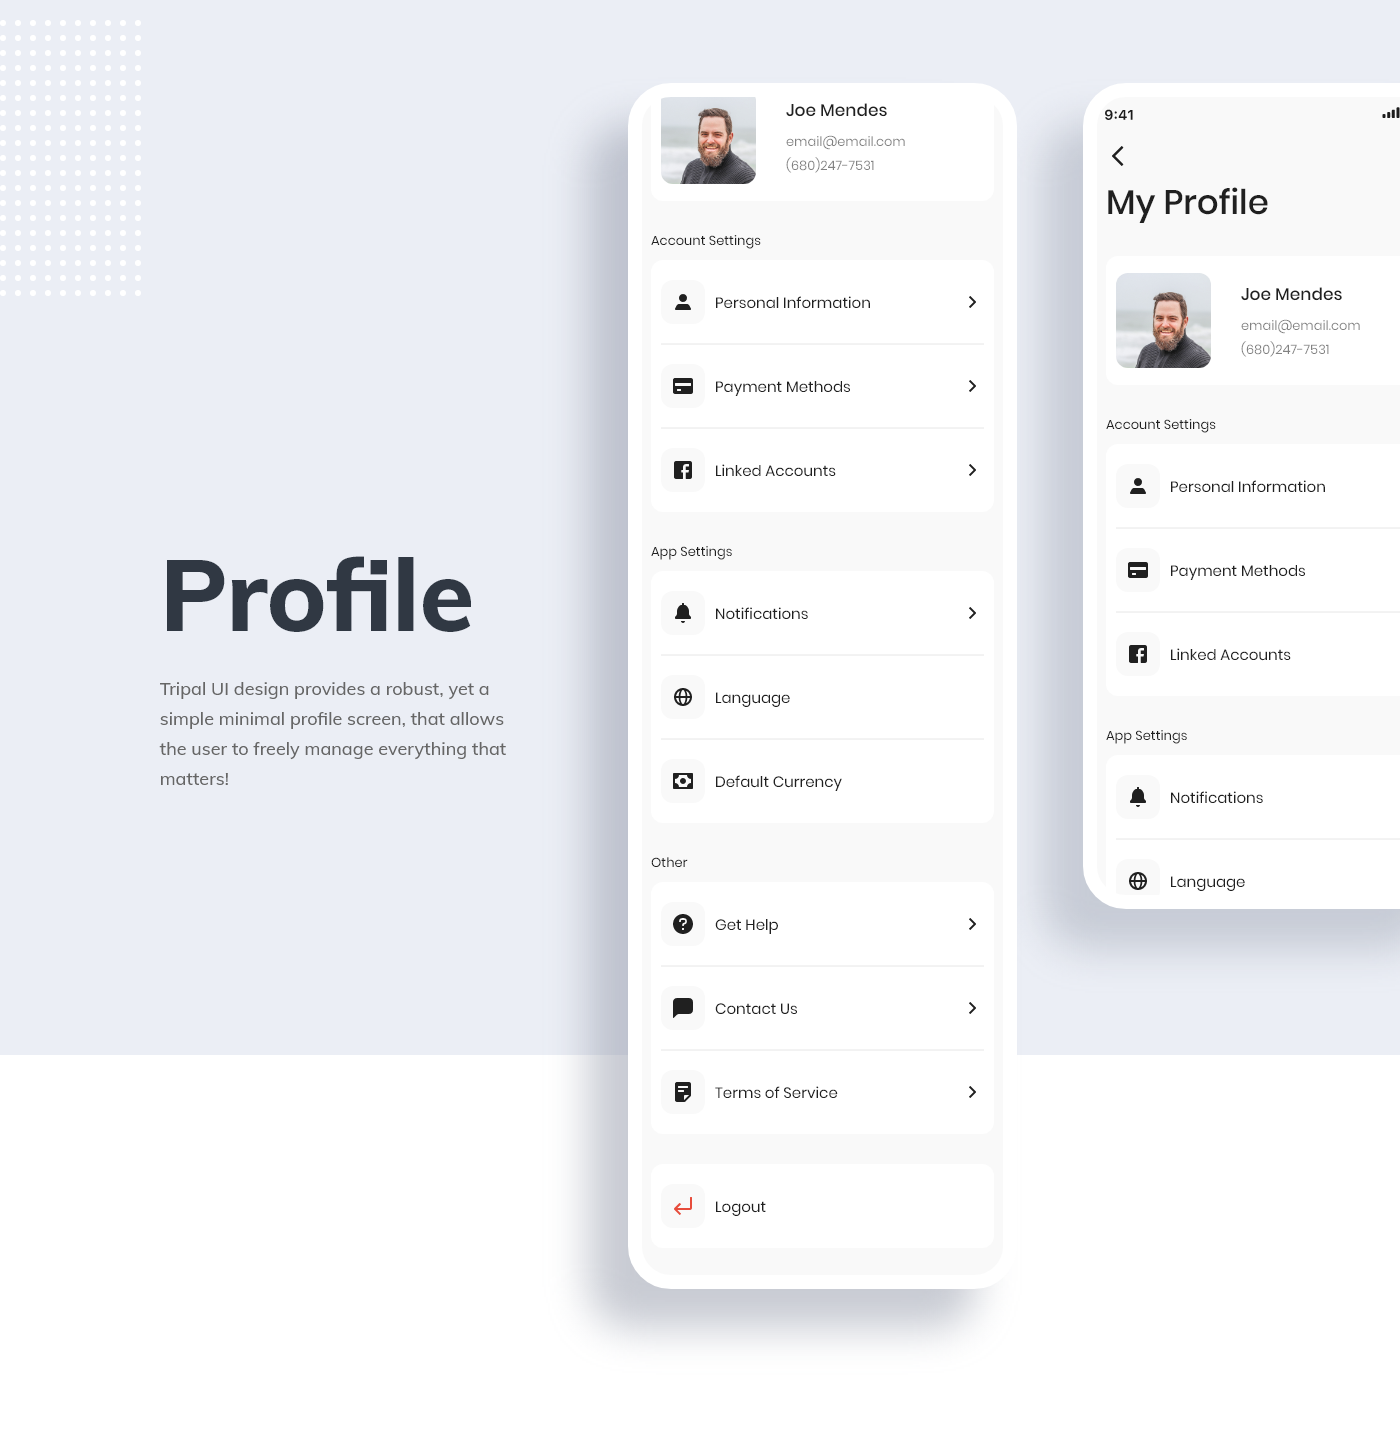 Profile
Tripal UI design provides a robust, yet a
simple minimal profile screen, that allows
the user to freely manage everything that
matters!
Joe Mendes
email@email.com
(680)247-7531
Account Settings
Personal Information
Payment Methods
Linked Accounts
App Settings
Notifications
Language
Default Currency
Other
Get Help
Contact Us
Terms of Service
Logout
9:41
My Profile
Joe Mendes
email@email.com
(680)247-7531
Account Settings
Personal Information
Payment Methods
Linked Accounts
App Settings
Notifications
Language